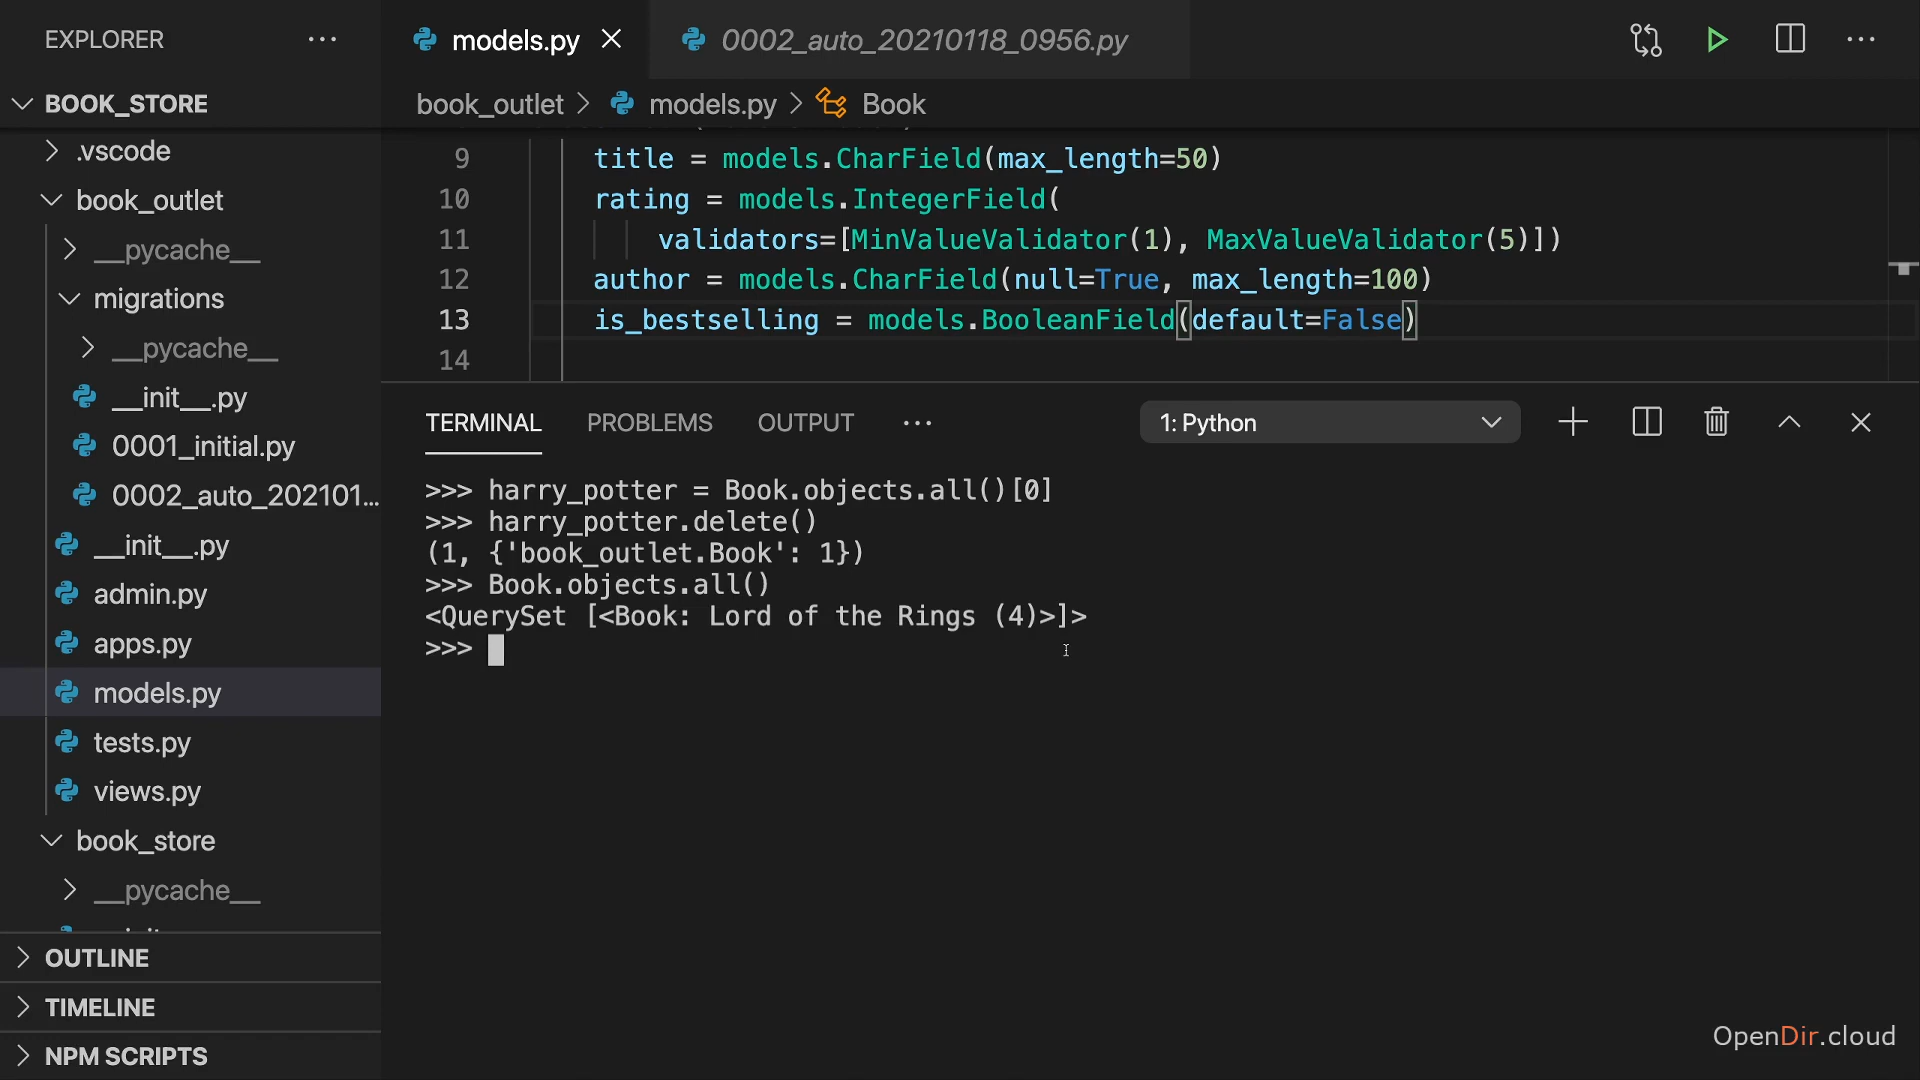 EXPLORER
BOOK_STORE
.vscode
book_outlet
__pycache__
migrations
__pycache__
__init__.py
0001_initial.py
0002_auto_202101...
__init__.py
admin.py
apps.py
models.py
tests.py
views.py
book_store
__pycache__
OUTLINE
TIMELINE
NPM SCRIPTS
models.py
0002_auto_20210118_0956.py
book_outlet > models.py > Book
9 title = models.CharField(max_length=50)
10 rating = models.IntegerField(
11 validators=[MinValueValidator(1), MaxValueValidator(5)])
12 author = models.CharField(null=True, max_length=100)
13 is_bestselling = models.BooleanField(default=False)
14
TERMINAL PROBLEMS OUTPUT ... 1: Python
>>> harry_potter = Book.objects.all()[0]
>>> harry_potter.delete()
(1, {'book_outlet.Book': 1})
>>> Book.objects.all()
<QuerySet [<Book: Lord of the Rings (4)>]>
>>>
OpenDir.cloud